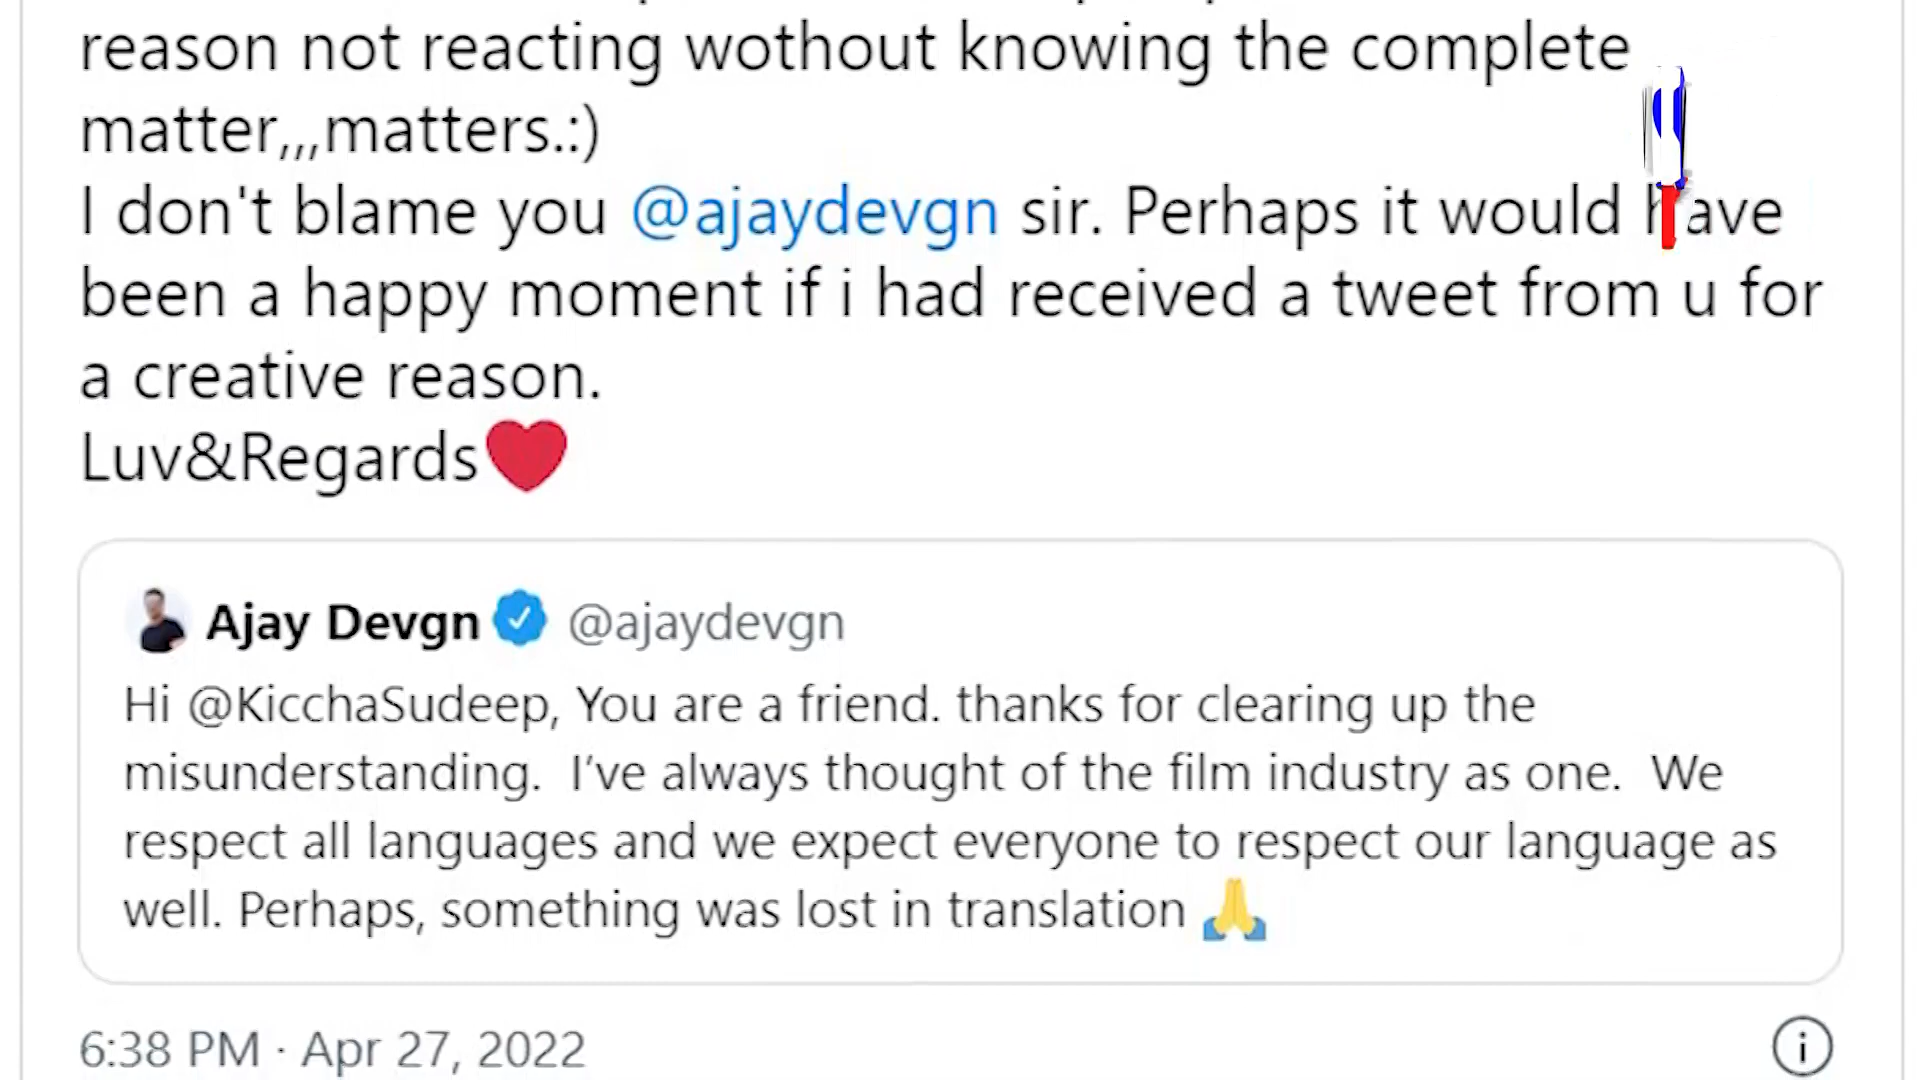 reason not reacting wothout knowing the complete
matter,,,matters.:)
I don't blame you @ajaydevgn sir. Perhaps it would have
been a happy moment if i had received a tweet from u for
a creative reason.
Luv&Regards❤️
Ajay Devgn @ajaydevgn
Hi @KicchaSudeep, You are a friend. thanks for clearing up the
misunderstanding.  I’ve always thought of the film industry as one.  We
respect all languages and we expect everyone to respect our language as
well. Perhaps, something was lost in translation 🙏
6:38 PM · Apr 27, 2022